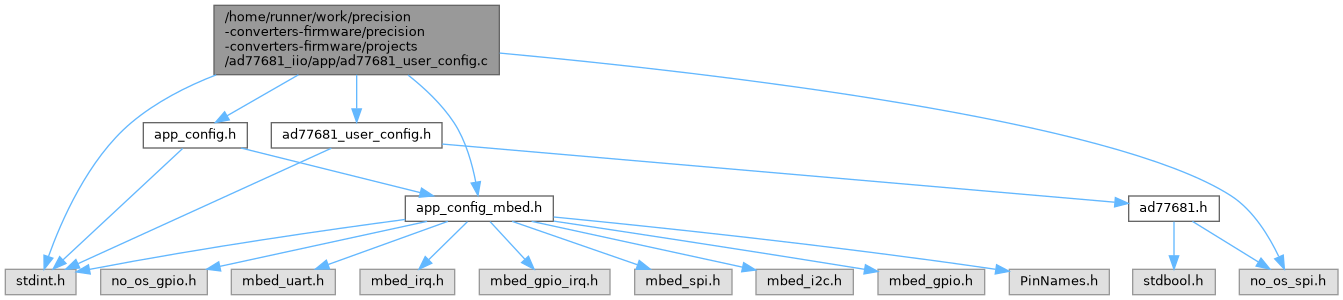 /home/runner/work/precision
-converters-firmware/precision
-converters-firmware/projects
/ad77681_iio/app/ad77681_user_config.c
app_config.h
ad77681_user_config.h
app_config_mbed.h
ad77681.h
stdint.h
no_os_gpio.h
mbed_uart.h
mbed_irq.h
mbed_gpio_irq.h
mbed_spi.h
mbed_i2c.h
mbed_gpio.h
PinNames.h
stdbool.h
no_os_spi.h